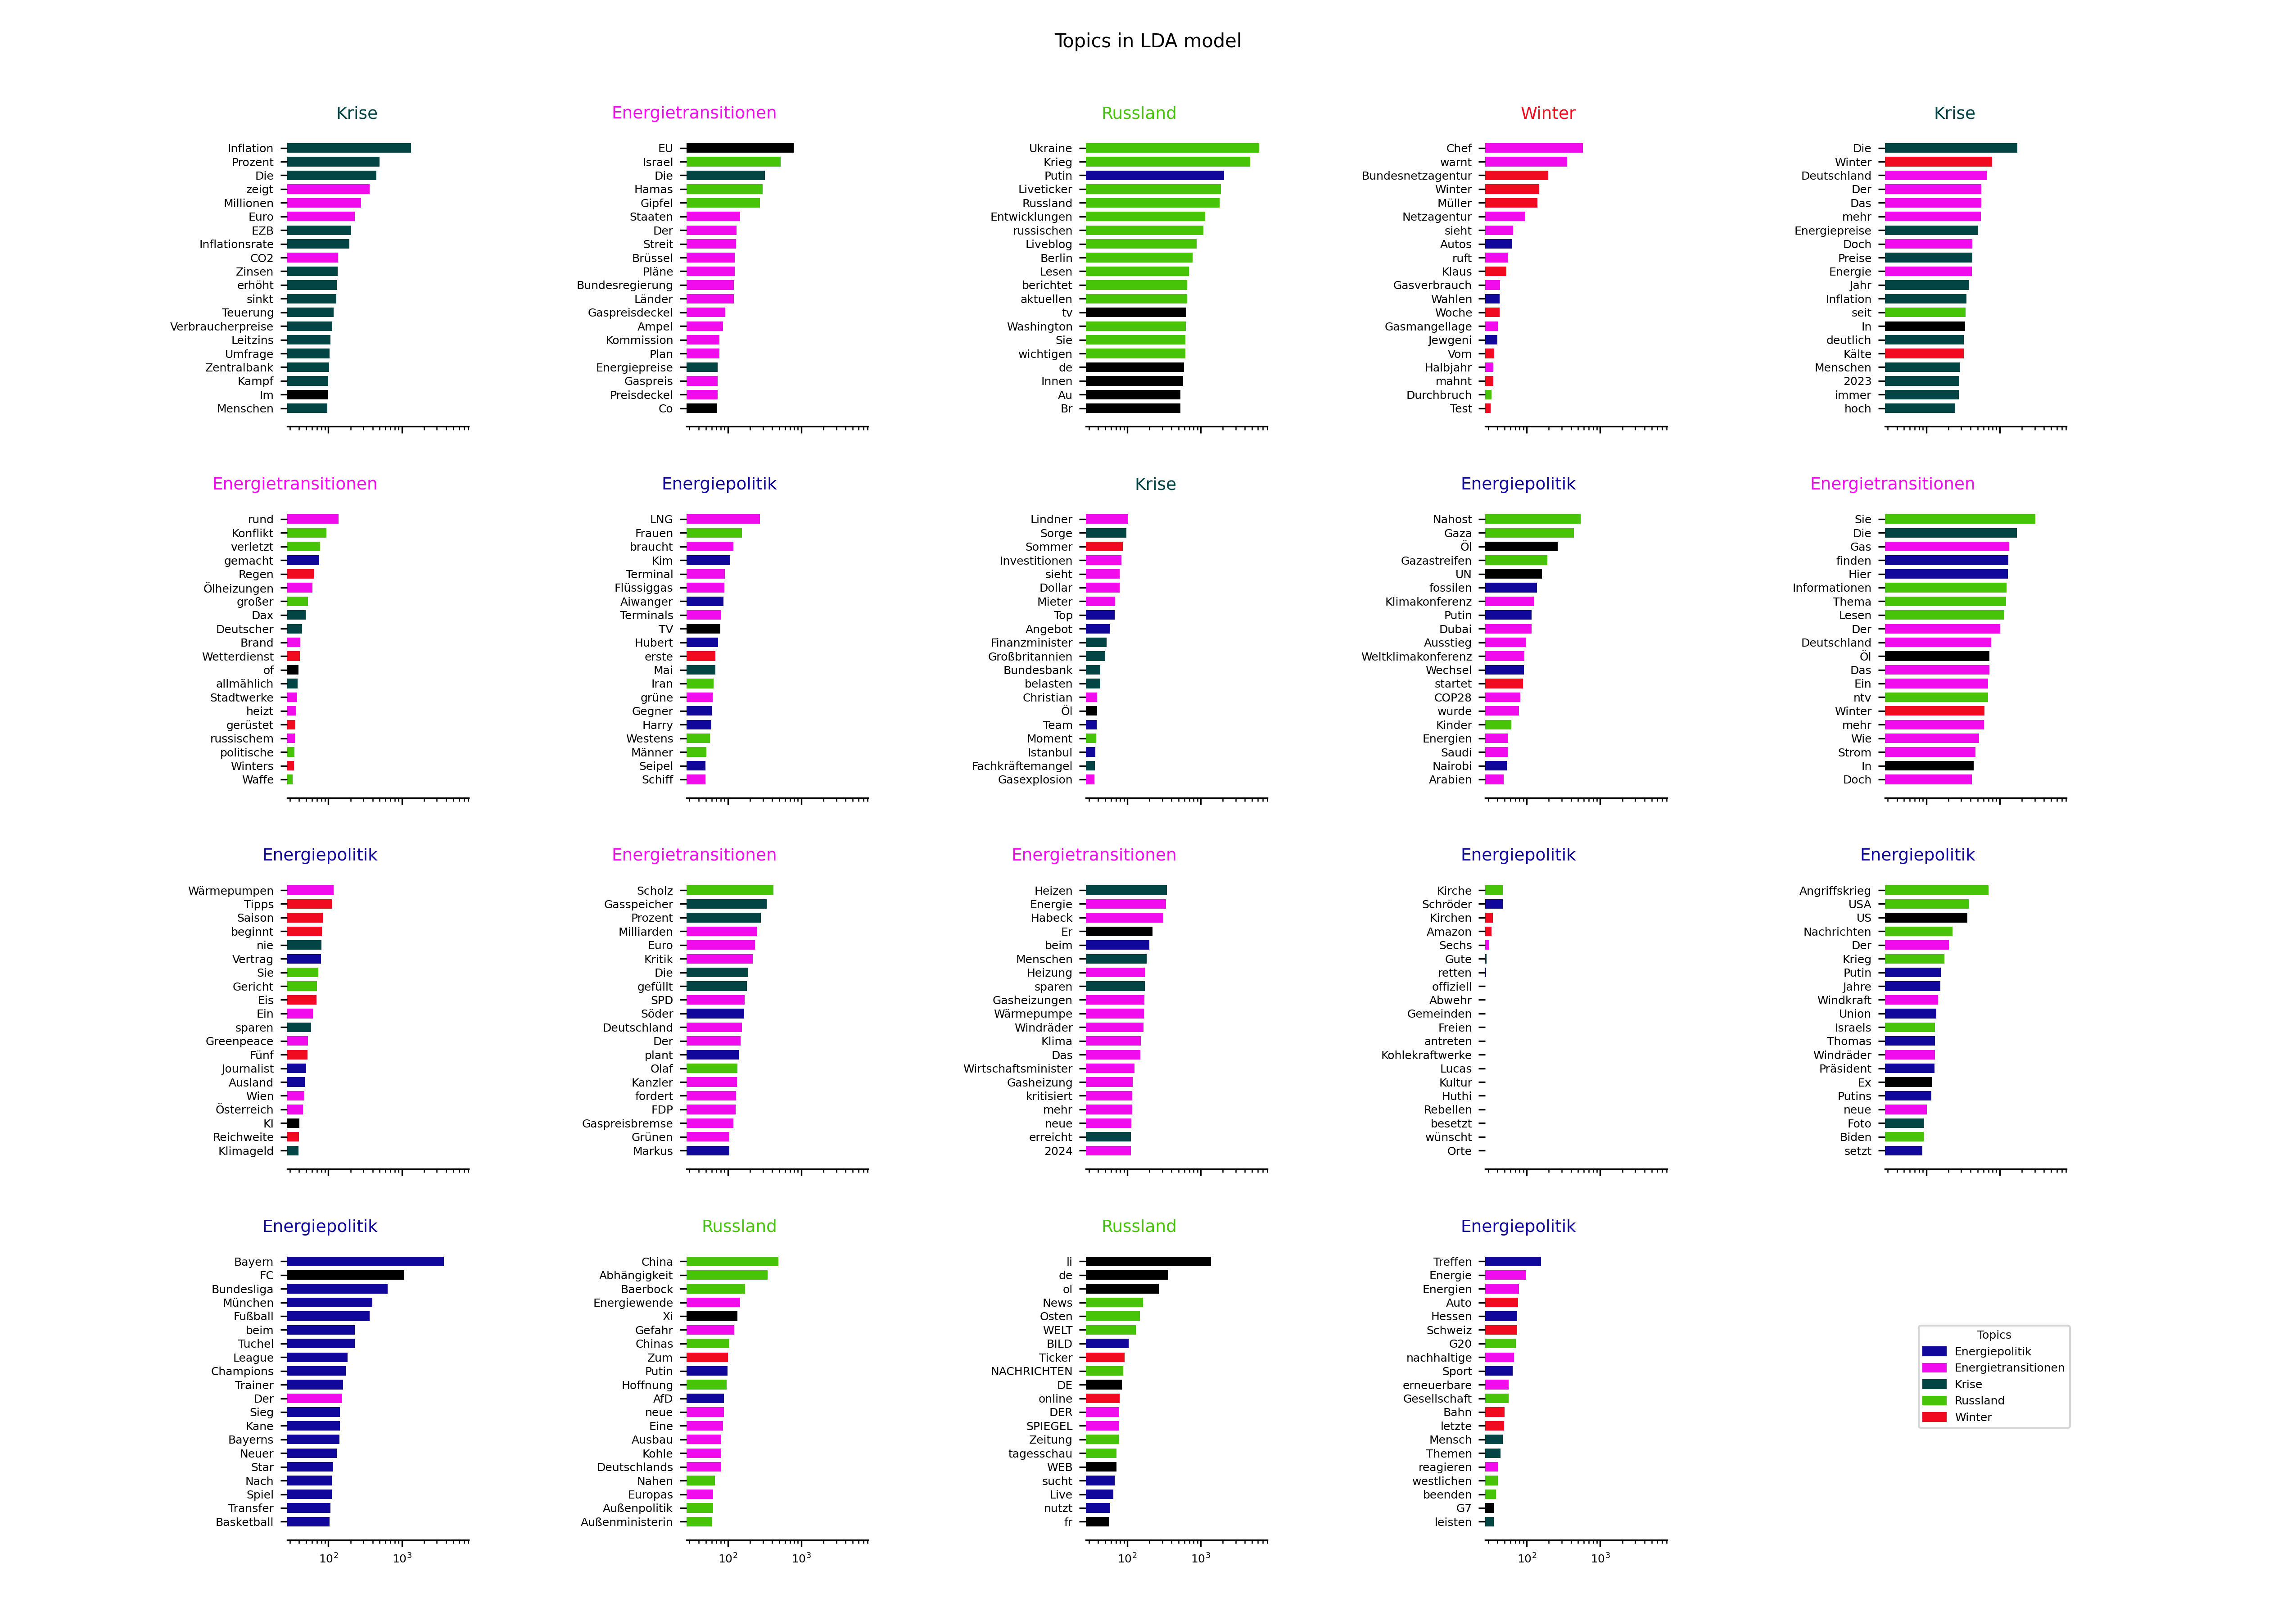 Topics in LDA model
Krise
Inflation
Prozent
Die
zeigt
Millionen
Euro
EZB
Inflationsrate
CO2
Zinsen
erhöht
sinkt
Teuerung
Verbraucherpreise
Leitzins
Umfrage
Zentralbank
Kampf
Im
Menschen
Energietransitionen
EU
Israel
Die
Hamas
Gipfel
Staaten
Der
Streit
Brüssel
Pläne
Bundesregierung
Länder
Gaspreisdeckel
Ampel
Kommission
Plan
Energiepreise
Gaspreis
Preisdeckel
Co
Russland
Ukraine
Krieg
Putin
Liveticker
Russland
Entwicklungen
russischen
Liveblog
Berlin
Lesen
berichtet
aktuellen
tv
Washington
Sie
wichtigen
de
Innen
Au
Br
Winter
Chef
warnt
Bundesnetzagentur
Winter
Müller
Netzagentur
sieht
Autos
ruft
Klaus
Gasverbrauch
Wahlen
Woche
Gasmangellage
Jewgeni
Vom
Halbjahr
mahnt
Durchbruch
Test
Krise
Die
Winter
Deutschland
Der
Das
mehr
Energiepreise
Doch
Preise
Energie
Jahr
Inflation
seit
In
deutlich
Kälte
Menschen
2023
immer
hoch
Energietransitionen
rund
Konflikt
verletzt
gemacht
Regen
Ölheizungen
großer
Dax
Deutscher
Brand
Wetterdienst
of
allmählich
Stadtwerke
heizt
gerüstet
russischem
politische
Winters
Waffe
Energiepolitik
LNG
Frauen
braucht
Kim
Terminal
Flüssiggas
Aiwanger
Terminals
TV
Hubert
erste
Mai
Iran
grüne
Gegner
Harry
Westens
Männer
Seipel
Schiff
Krise
Lindner
Sorge
Sommer
Investitionen
sieht
Dollar
Mieter
Top
Angebot
Finanzminister
Großbritannien
Bundesbank
belasten
Christian
Öl
Team
Moment
Istanbul
Fachkräftemangel
Gasexplosion
Energiepolitik
Nahost
Gaza
Öl
Gazastreifen
UN
fossilen
Klimakonferenz
Putin
Dubai
Ausstieg
Weltklimakonferenz
Wechsel
startet
COP28
wurde
Kinder
Energien
Saudi
Nairobi
Arabien
Energietransitionen
Sie
Die
Gas
finden
Hier
Informationen
Thema
Lesen
Der
Deutschland
Öl
Das
Ein
ntv
Winter
mehr
Wie
Strom
In
Doch
Energiepolitik
Wärmepumpen
Tipps
Saison
beginnt
nie
Vertrag
Sie
Gericht
Eis
Ein
sparen
Greenpeace
Fünf
Journalist
Ausland
Wien
Österreich
KI
Reichweite
Klimageld
Energietransitionen
Scholz
Gasspeicher
Prozent
Milliarden
Euro
Kritik
Die
gefüllt
SPD
Söder
Deutschland
Der
plant
Olaf
Kanzler
fordert
FDP
Gaspreisbremse
Grünen
Markus
Energietransitionen
Heizen
Energie
Habeck
Er
beim
Menschen
Heizung
sparen
Gasheizungen
Wärmepumpe
Windräder
Klima
Das
Wirtschaftsminister
Gasheizung
kritisiert
mehr
neue
erreicht
2024
Energiepolitik
Kirche
Schröder
Kirchen
Amazon
Sechs
Gute
retten
offiziell
Abwehr
Gemeinden
Freien
antreten
Kohlekraftwerke
Lucas
Kultur
Huthi
Rebellen
besetzt
wünscht
Orte
Energiepolitik
Angriffskrieg
USA
US
Nachrichten
Der
Krieg
Putin
Jahre
Windkraft
Union
Israels
Thomas
Windräder
Präsident
Ex
Putins
neue
Foto
Biden
setzt
Energiepolitik
Bayern
FC
Bundesliga
München
Fußball
beim
Tuchel
League
Champions
Trainer
Der
Sieg
Kane
Bayerns
Neuer
Star
Nach
Spiel
Transfer
Basketball
10² 10³
Russland
China
Abhängigkeit
Baerbock
Energiewende
Xi
Gefahr
Chinas
Zum
Putin
Hoffnung
AfD
neue
Eine
Ausbau
Kohle
Deutschlands
Nahen
Europas
Außenpolitik
Außenministerin
10² 10³
Russland
li
de
ol
News
Osten
WELT
BILD
Ticker
NACHRICHTEN
DE
online
DER
SPIEGEL
Zeitung
tagesschau
WEB
sucht
Live
nutzt
fr
10² 10³
Energiepolitik
Treffen
Energie
Energien
Auto
Hessen
Schweiz
G20
nachhaltige
Sport
erneuerbare
Gesellschaft
Bahn
letzte
Mensch
Themen
reagieren
westlichen
beenden
G7
leisten
10² 10³
Topics
Energiepolitik
Energietransitionen
Krise
Russland
Winter